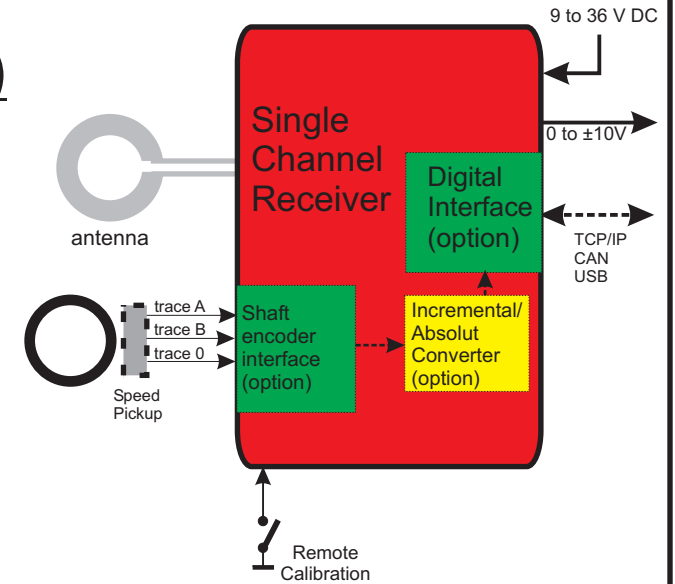 9 to 36 V DC
0 to ±10V
Single
Channel
Receiver
antenna
Digital
Interface
(option)
TCP/IP
CAN
USB
trace A
trace B
trace 0
Speed
Pickup
Shaft
encoder
interface
(option)
Incremental/
Absolut
Converter
(option)
Remote
Calibration